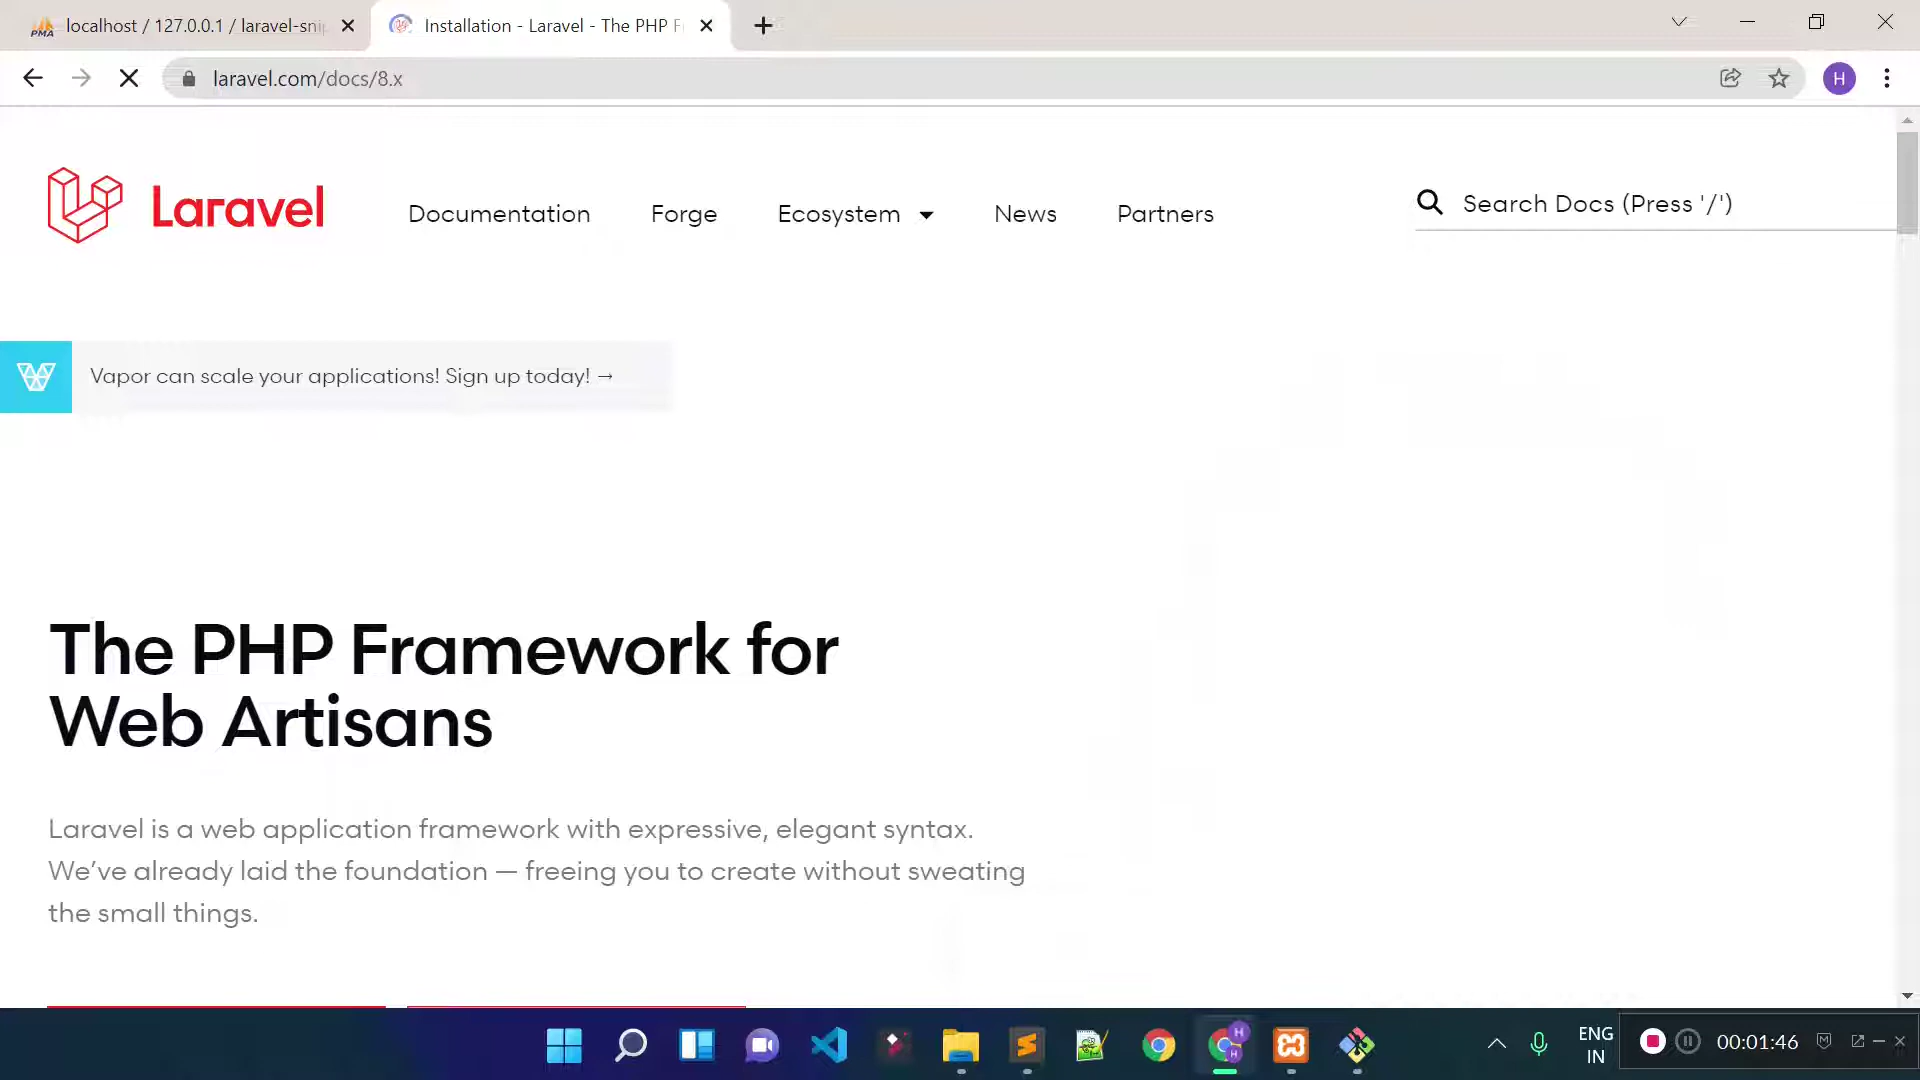 localhost / 127.0.0.1 / laravel-snip
Installation - Laravel - The PHP F
laravel.com/docs/8.x
H
Laravel
Documentation
Forge
Ecosystem
News
Partners
Search Docs (Press '/')
Vapor can scale your applications! Sign up today! →
The PHP Framework for
Web Artisans
Laravel is a web application framework with expressive, elegant syntax.
We’ve already laid the foundation — freeing you to create without sweating
the small things.
ENG
IN
00:01:46